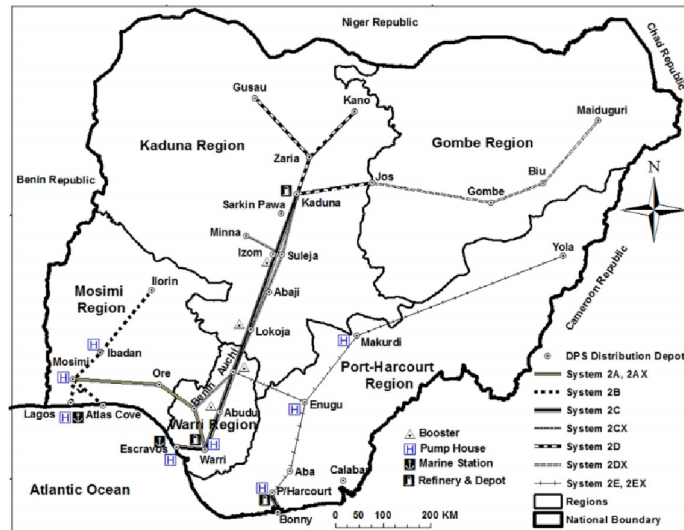 Niger Republic
Chad Republic
Gusau
Kano
Maiduguri
Kaduna Region
Gombe Region
Zaria
Benin Republic
Jos
Biu
N
Kaduna
Gombe
Sarkin Pawa
Minna
Izom
Suleja
Yola
Ilorin
Abaji
Cameroon Republic
Mosimi
Region
Lokoja
Ibadan
Makurdi
Mosimi
Auchi
Port-Harcourt
Region
Ore
Benin
Enugu
Lagos
Atlas Cove
Abudu
Warri Region
Escravos
Warri
Aba
Calabar
P/Harcourt
Atlantic Ocean
Bonny
Booster
Pump House
Marine Station
Refinery & Depot
0 50 100 200 KM
DPS Distribution Depot
System 2A, 2AX
System 2B
System 2C
System 2CX
System 2D
System 2DX
System 2E, 2EX
Regions
National Boundary